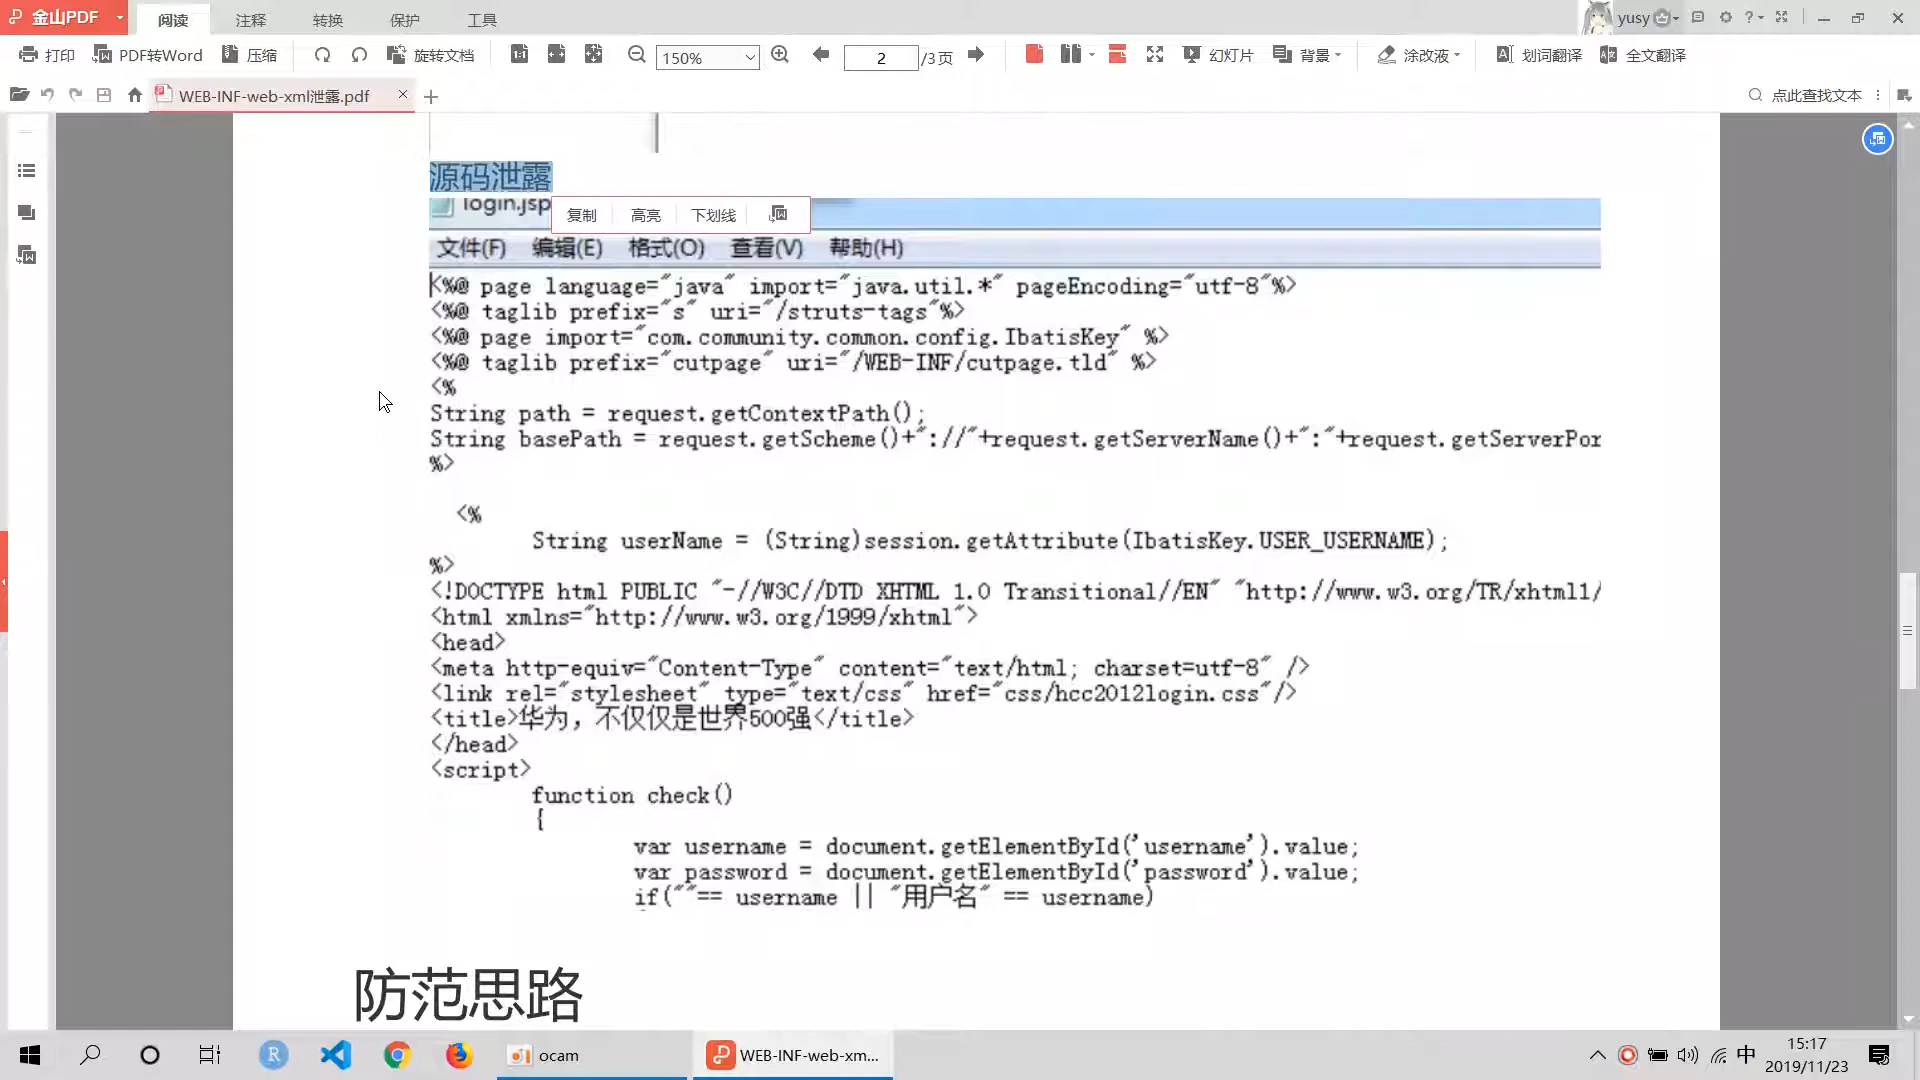 金山PDF
阅读
注释
转换
保护
工具
yusy
打印
PDF转Word
压缩
旋转文档
150%
2
/3页
幻灯片
背景
涂改液
划词翻译
全文翻译
WEB-INF-web-xml泄露.pdf
点此查找文本
源码泄露
login.jsp
复制
高亮
下划线
文件(F) 编辑(E) 格式(O) 查看(V) 帮助(H)
<%@ page language="java" import="java.util.*" pageEncoding="utf-8"%>
<%@ taglib prefix="s" uri="/struts-tags"%>
<%@ page import="com.community.common.config.IbatisKey" %>
<%@ taglib prefix="cutpage" uri="/WEB-INF/cutpage.tld" %>
<%
String path = request.getContextPath();
String basePath = request.getScheme()+"://"+request.getServerName()+":"+request.getServerPor
%>
<%
String userName = (String)session.getAttribute(IbatisKey.USER_USERNAME);
%>
<!DOCTYPE html PUBLIC "-//W3C//DTD XHTML 1.0 Transitional//EN" "http://www.w3.org/TR/xhtml1/
<html xmlns="http://www.w3.org/1999/xhtml">
<head>
<meta http-equiv="Content-Type" content="text/html; charset=utf-8" />
<link rel="stylesheet" type="text/css" href="css/hcc2012login.css"/>
<title>华为，不仅仅是世界500强</title>
</head>
<script>
function check()
{
var username = document.getElementById('username').value;
var password = document.getElementById('password').value;
if(""== username || "用户名" == username)
防范思路
ocam
WEB-INF-web-xm...
中
15:17
2019/11/23